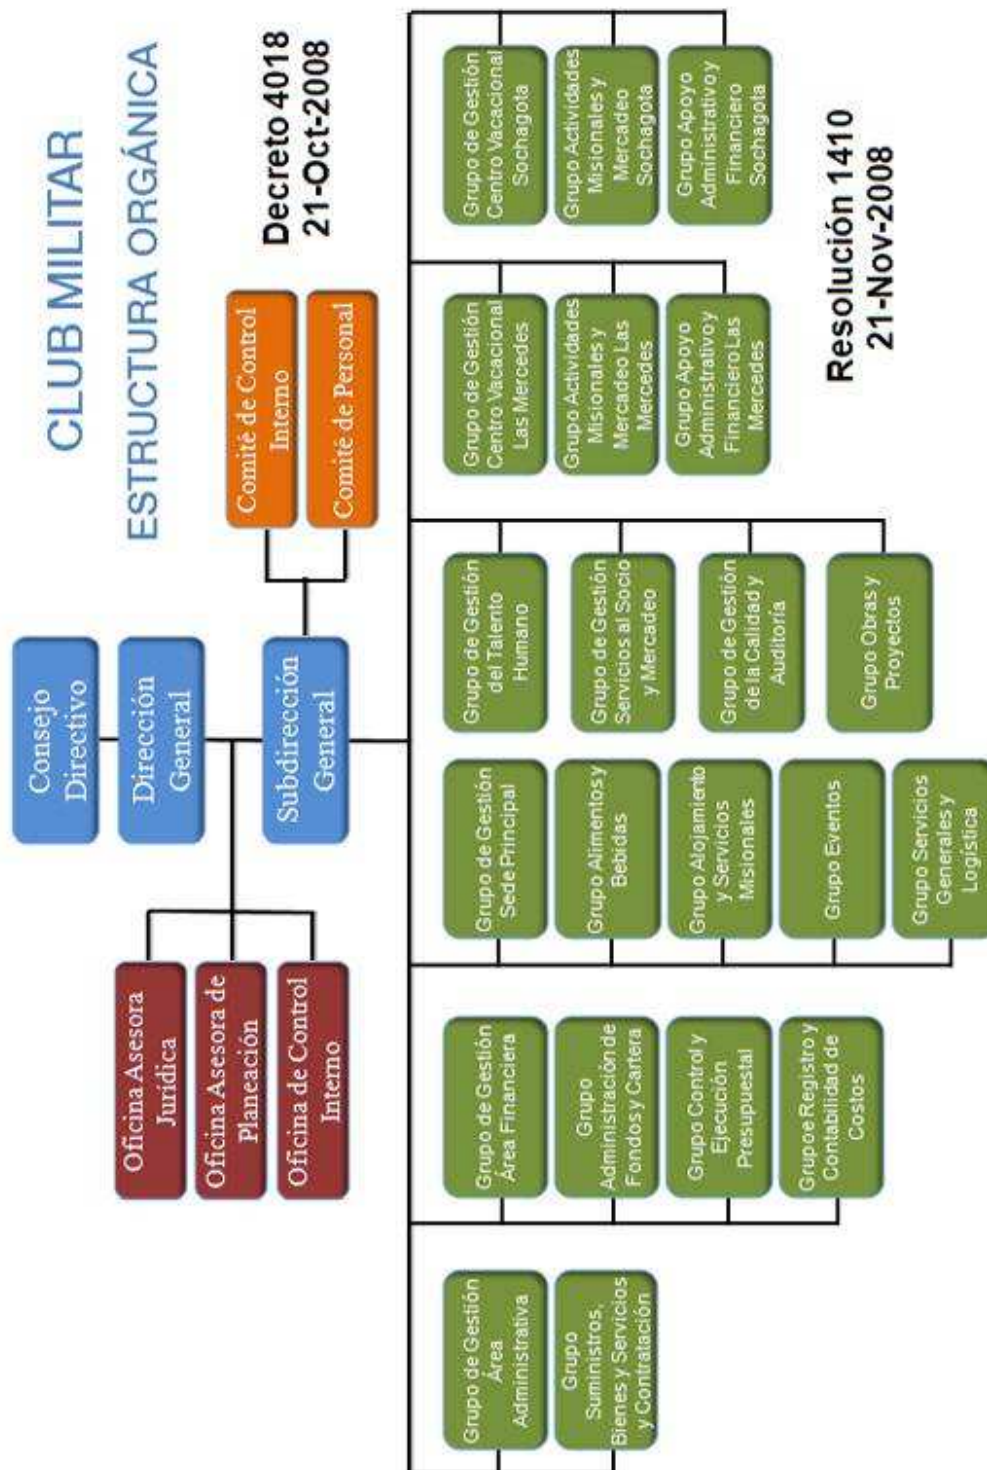 CLUB MILITAR
ESTRUCTURA ORGÁNICA
Decreto 4018
21-Oct-2008
Consejo
Directivo
Dirección
General
Subdirección
General
Oficina Asesora
Jurídica
Oficina Asesora de
Planeación
Oficina de Control
Interno
Comité de Control
Interno
Comité de Personal
Grupo de Gestión
Área
Administrativa
Grupo
Suministros,
Bienes y Servicios
y Contratación
Grupo de Gestión
Área Financiera
Grupo
Administración de
Fondos y Cartera
Grupo Control y
Ejecución
Presupuestal
Grupoe Registro y
Contabilidad de
Costos
Grupo de Gestión
Sede Principal
Grupo Alimentos y
Bebidas
Grupo Alojamiento
y Servicios
Misionales
Grupo Eventos
Grupo Servicios
Generales y
Logística
Grupo de Gestión
del Talento
Humano
Grupo de Gestión
Servicios al Socio
y Mercadeo
Grupo de Gestión
de la Calidad y
Auditoria
Grupo Obras y
Proyectos
Grupo de Gestión
Centro Vacacional
Las Mercedes
Grupo Actividades
Misionales y
Mercadeo Las
Mercedes
Grupo Apoyo
Administrativo y
Financiero Las
Mercedes
Grupo de Gestión
Centro Vacacional
Sochagota
Grupo Actividades
Misionales y
Mercadeo
Sochagota
Grupo Apoyo
Administrativo y
Financiero
Sochagota
Resolución 1410
21-Nov-2008